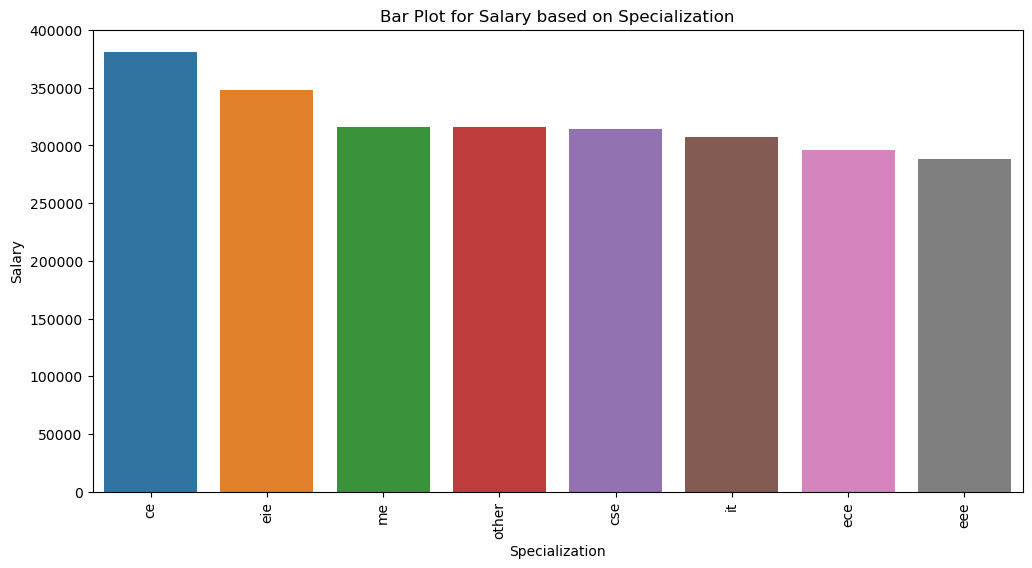 Bar Plot for Salary based on Specialization
400000
350000
300000
250000
200000
150000
100000
50000
0
Salary
ce
eie
me
other
cse
it
ece
eee
Specialization